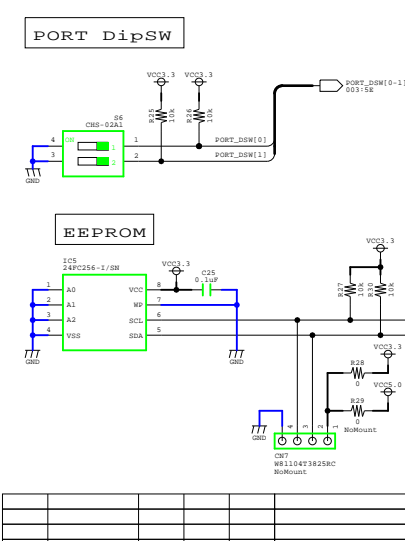 PORT DipSW
VCC3.3 VCC3.3
PORT_DSW[0-1]
003:5E
R25 10k R26 10k
S6
CHS-02A1
4 ON 1 1 PORT_DSW[0]
3 2 2 PORT_DSW[1]
GND
EEPROM
VCC3.3
IC5
24FC256-I/SN
VCC3.3
C25
0.1uF
1 A0 VCC 8
2 A1 WP 7
3 A2 SCL 6
4 VSS SDA 5
R27 10k R30 10k
GND GND
VCC3.3
R28
0
VCC5.0
R29
0
NoMount
GND
4 3 2 1
CN7
W81104T3825RC
NoMount